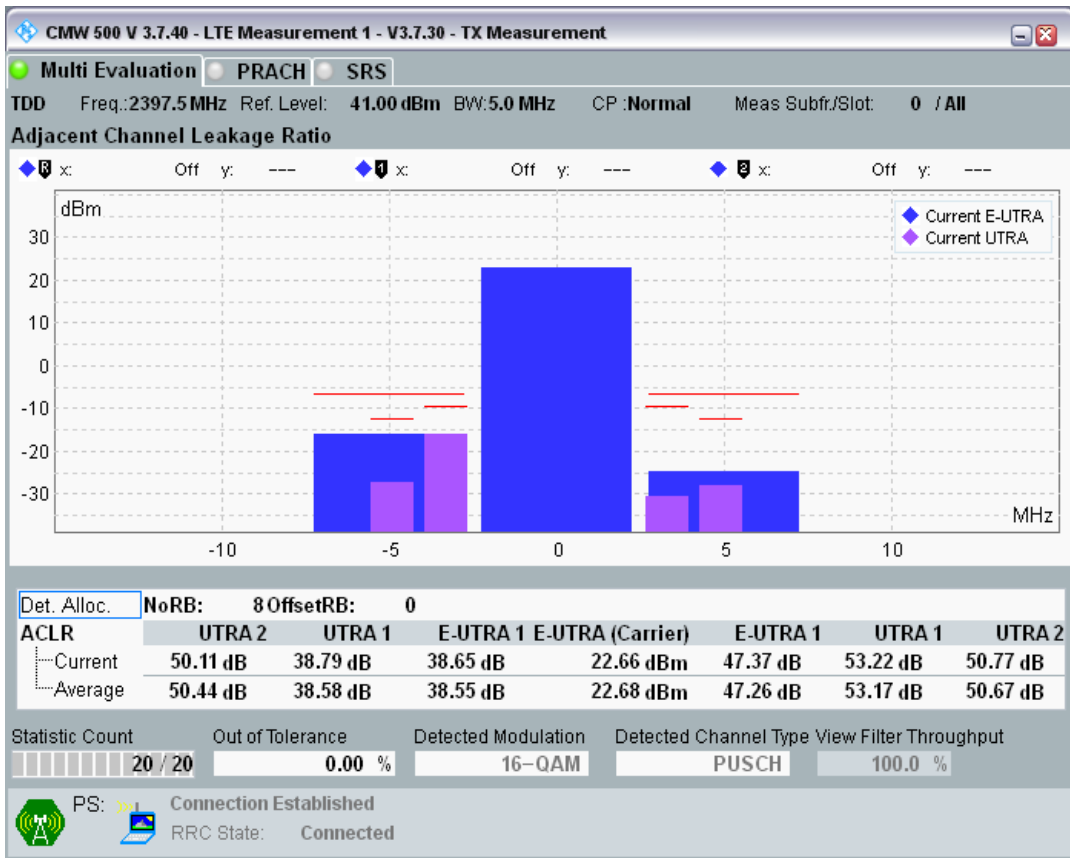 CMW 500 V 3.7.40 - LTE Measurement 1 - V3.7.30 - TX Measurement
Multi Evaluation PRACH SRS
TDD Freq.:2397.5 MHz Ref. Level: 41.00 dBm BW:5.0 MHz CP :Normal Meas Subfr./Slot: 0 / All
Adjacent Channel Leakage Ratio
R x: Off y: --- 1 x: Off y: --- 2 x: Off y: ---
dBm
Current E-UTRA
Current UTRA
30
20
10
0
-10
-20
-30
MHz
-10 -5 0 5 10
Det. Alloc. NoRB: 8 OffsetRB: 0
ACLR UTRA 2 UTRA 1 E-UTRA 1 E-UTRA (Carrier) E-UTRA 1 UTRA 1 UTRA 2
Current 50.11 dB 38.79 dB 38.65 dB 22.66 dBm 47.37 dB 53.22 dB 50.77 dB
Average 50.44 dB 38.58 dB 38.55 dB 22.68 dBm 47.26 dB 53.17 dB 50.67 dB
Statistic Count Out of Tolerance Detected Modulation Detected Channel Type View Filter Throughput
20 / 20 0.00 % 16-QAM PUSCH 100.0 %
PS: Connection Established
RRC State: Connected